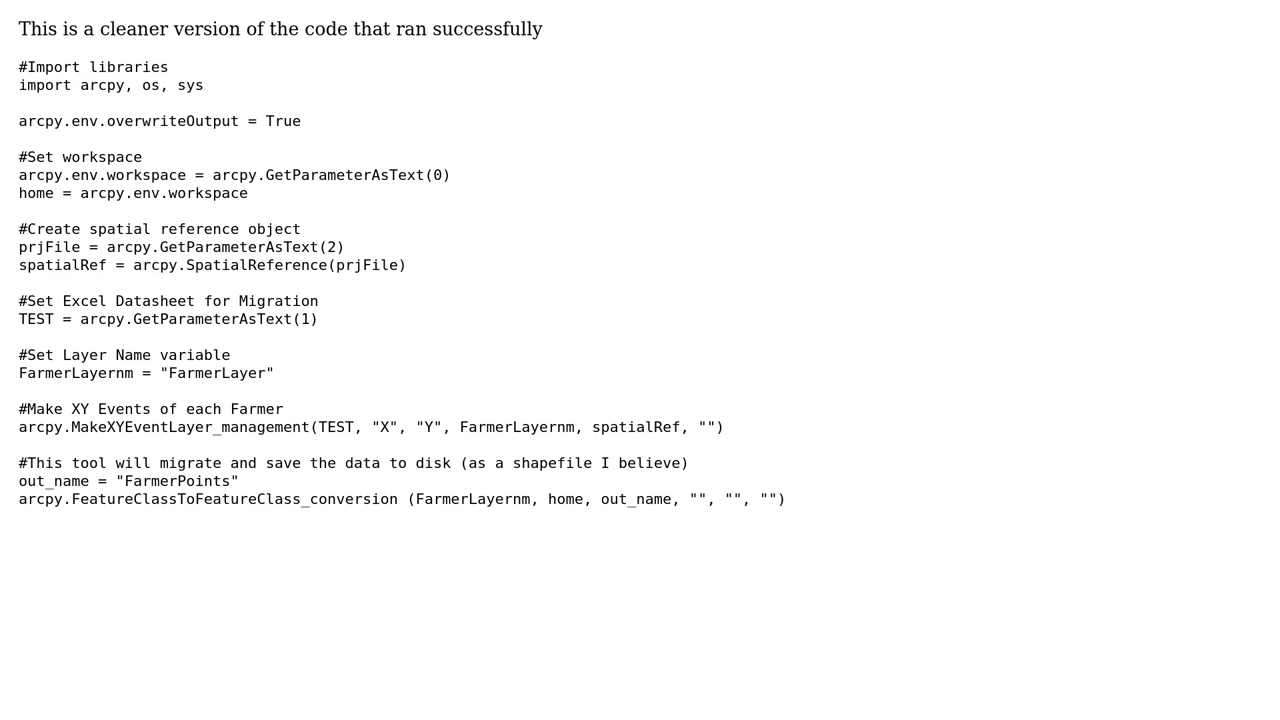 This is a cleaner version of the code that ran successfully
#Import libraries
import arcpy, os, sys
arcpy.env.overwriteOutput = True
#Set workspace
arcpy.env.workspace = arcpy.GetParameterAsText(0)
home = arcpy.env.workspace
#Create spatial reference object
prjFile = arcpy.GetParameterAsText(2)
spatialRef = arcpy.SpatialReference(prjFile)
#Set Excel Datasheet for Migration
TEST = arcpy.GetParameterAsText(1)
#Set Layer Name variable
FarmerLayernm = "FarmerLayer"
#Make XY Events of each Farmer
arcpy.MakeXYEventLayer_management(TEST, "X", "Y", FarmerLayernm, spatialRef, "")
#This tool will migrate and save the data to disk (as a shapefile I believe)
out_name = "FarmerPoints"
arcpy.FeatureClassToFeatureClass_conversion (FarmerLayernm, home, out_name, "", "", "")